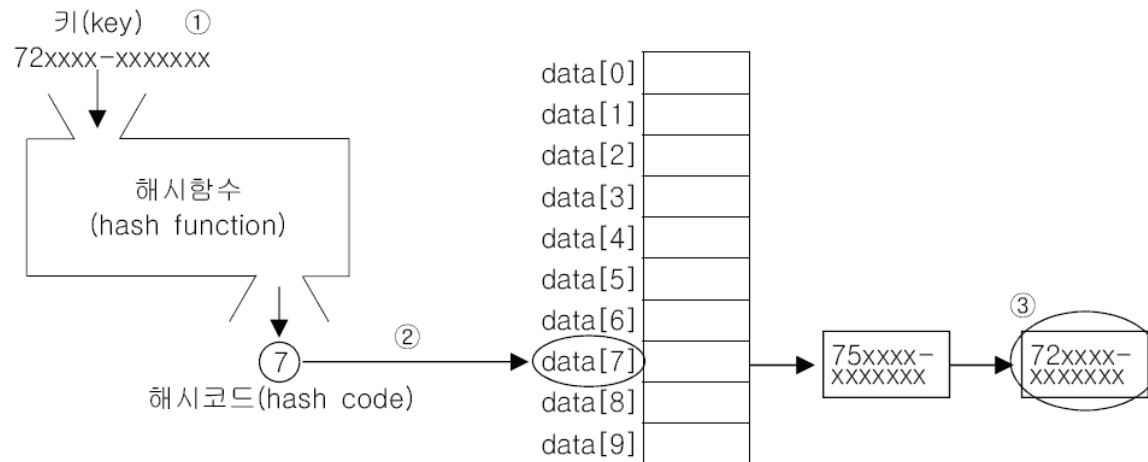 키(key) ①
72xxxx-xxxxxxx
해시함수
(hash function)
②
7
해시코드(hash code)
data[0]
data[1]
data[2]
data[3]
data[4]
data[5]
data[6]
data[7]
data[8]
data[9]
75xxxx-
xxxxxxx
③
72xxxx-
xxxxxxx